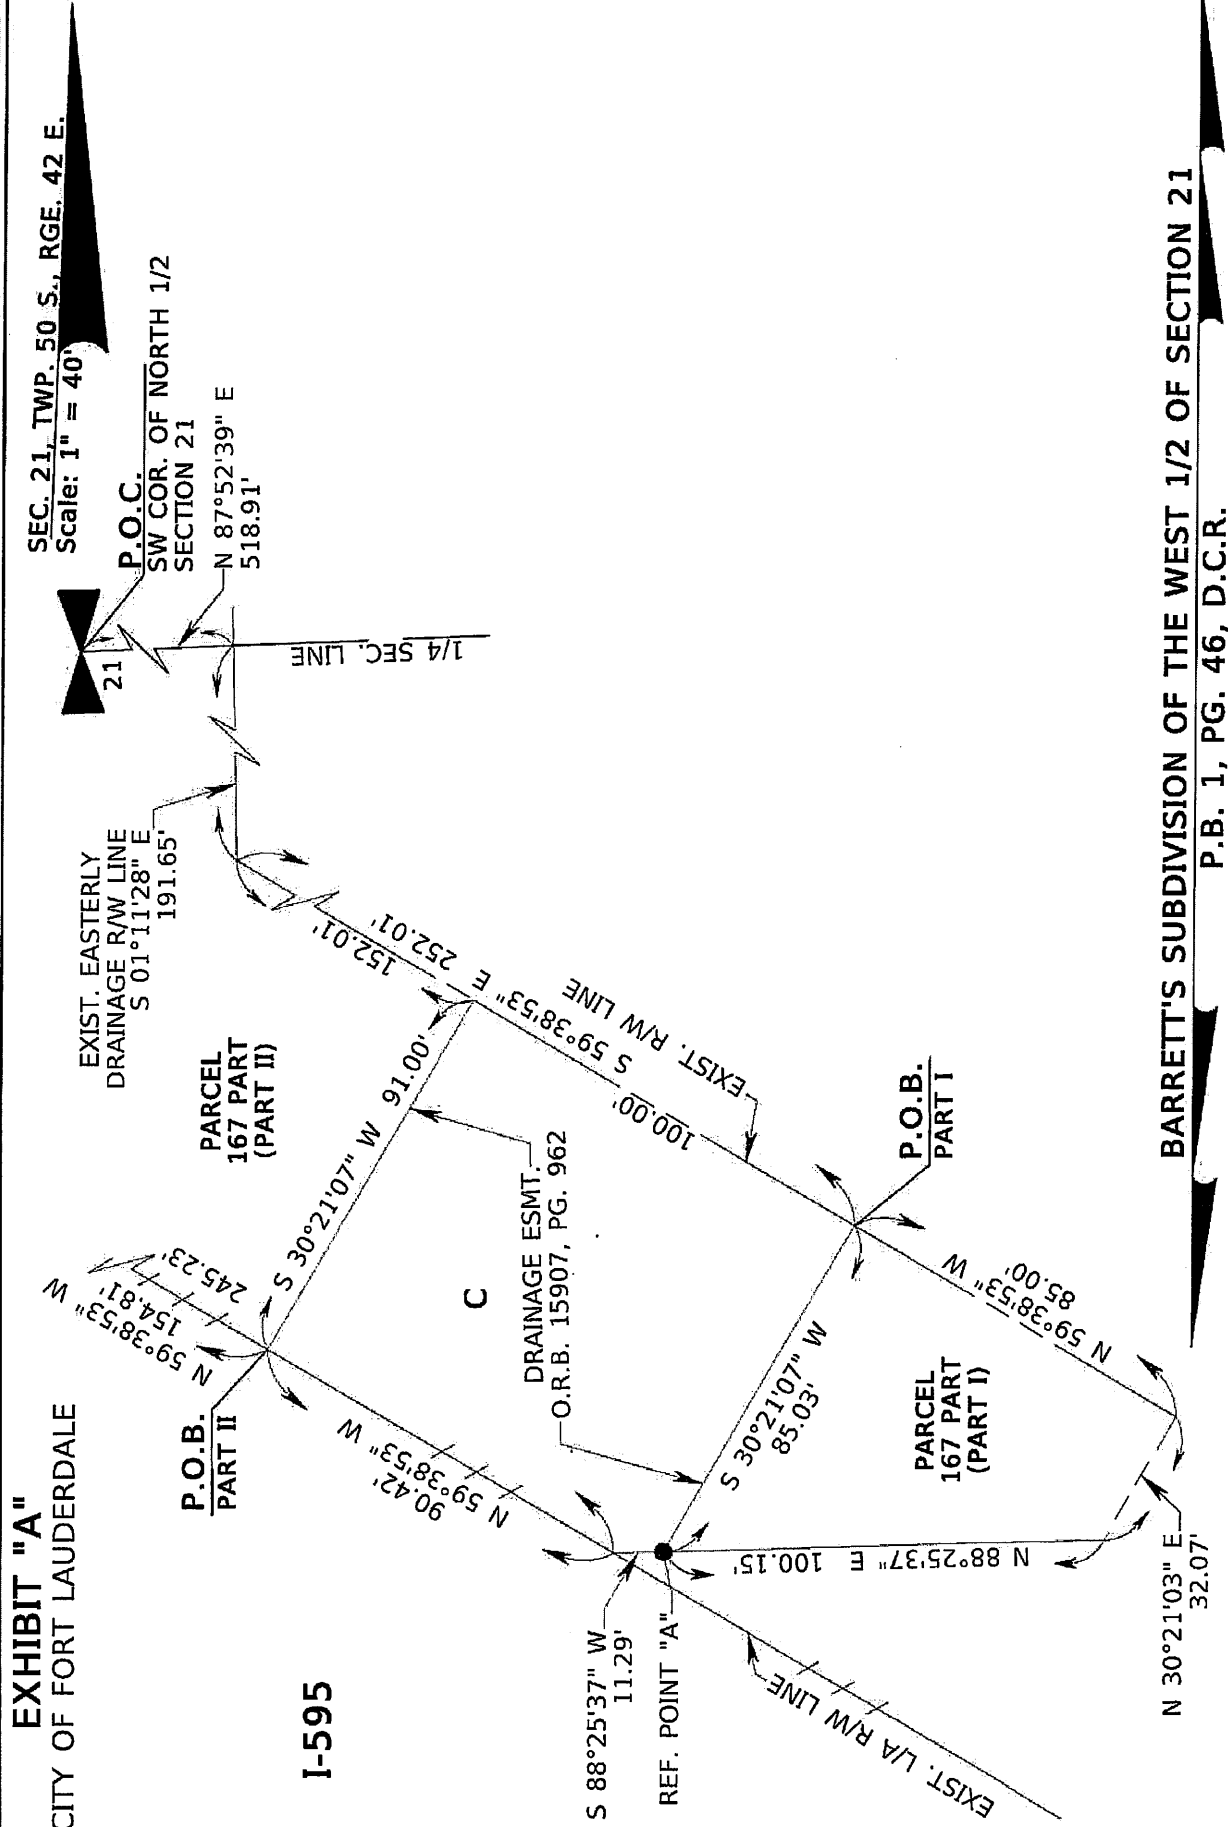 EXHIBIT "A"
CITY OF FORT LAUDERDALE
SEC. 21, TWP. 50 S., RGE. 42 E.
Scale: 1" = 40'
P.O.C.
SW COR. OF NORTH 1/2
SECTION 21
21
N 87°52'39" E
518.91'
1/4 SEC. LINE
EXIST. EASTERLY
DRAINAGE R/W LINE
S 01°11'28" E
191.65'
152.01'
252.01'
S 59°38'53" E
EXIST. R/W LINE
100.00'
PARCEL
167 PART
(PART II)
S 30°21'07" W 91.00'
N 59°38'53" W
154.81'
245.23'
P.O.B.
PART II
C
DRAINAGE ESMT.
O.R.B. 15907, PG. 962
N 59°38'53" W
90.42'
P.O.B.
PART I
S 30°21'07" W
85.03'
N 59°38'53" W
85.00'
PARCEL
167 PART
(PART I)
I-595
S 88°25'37" W
11.29'
REF. POINT "A"
N 88°25'37" E 100.15'
N 30°21'03" E
32.07'
EXIST. L/A R/W LINE
BARRETT'S SUBDIVISION OF THE WEST 1/2 OF SECTION 21
P.B. 1, PG. 46, D.C.R.